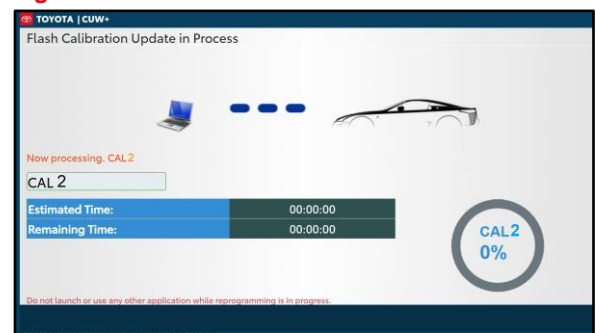 TOYOTA | CUW+
Flash Calibration Update in Process
Now processing. CAL2
CAL 2
Estimated Time: 00:00:00
Remaining Time: 00:00:00
CAL2
0%
Do not launch or use any other application while reprogramming is in progress.